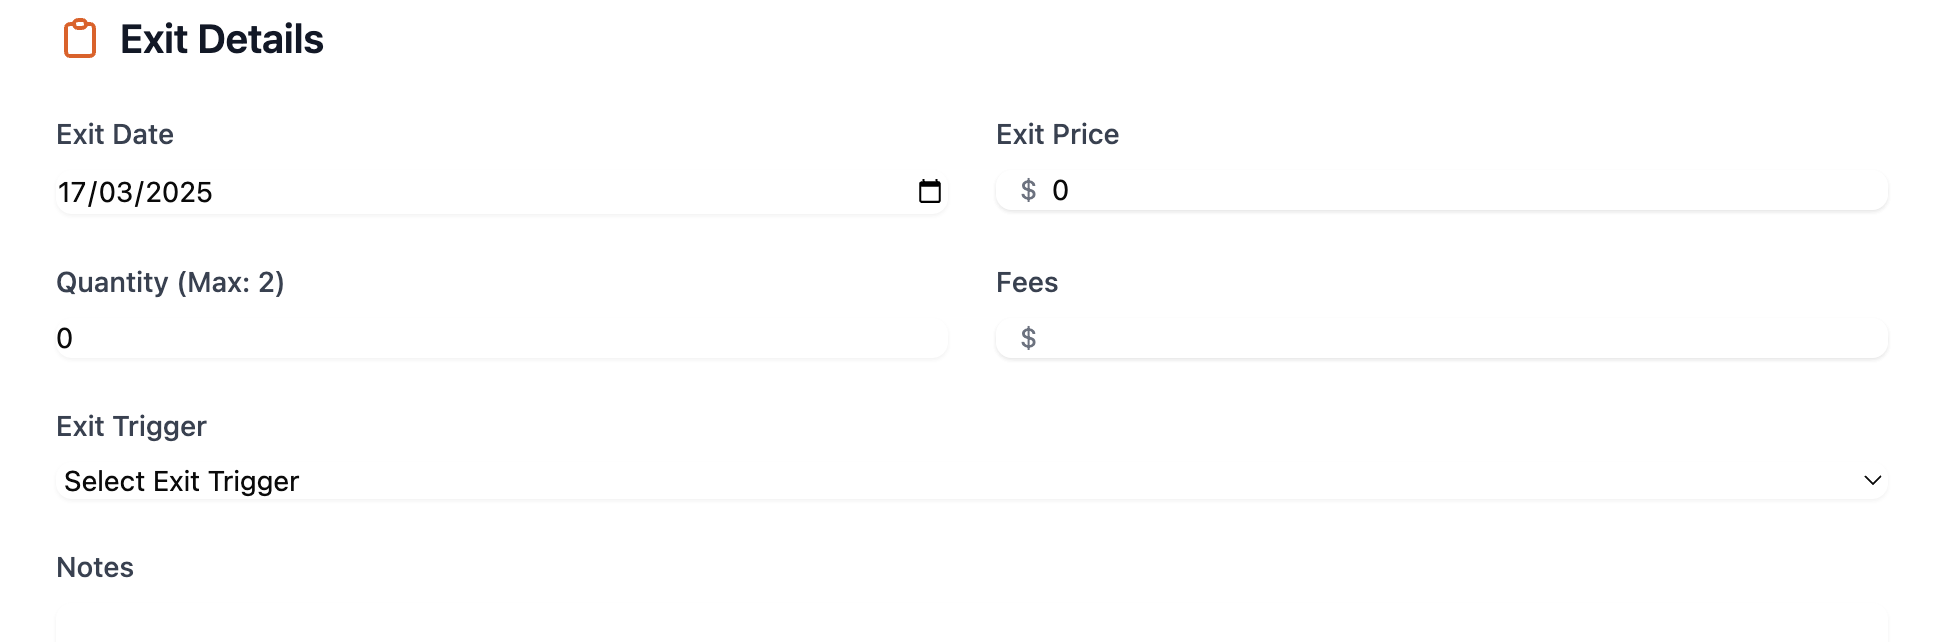 Exit Details
Exit Date
Exit Price
17/03/2025
$ 0
Quantity (Max: 2)
Fees
0
$
Exit Trigger
Select Exit Trigger
Notes